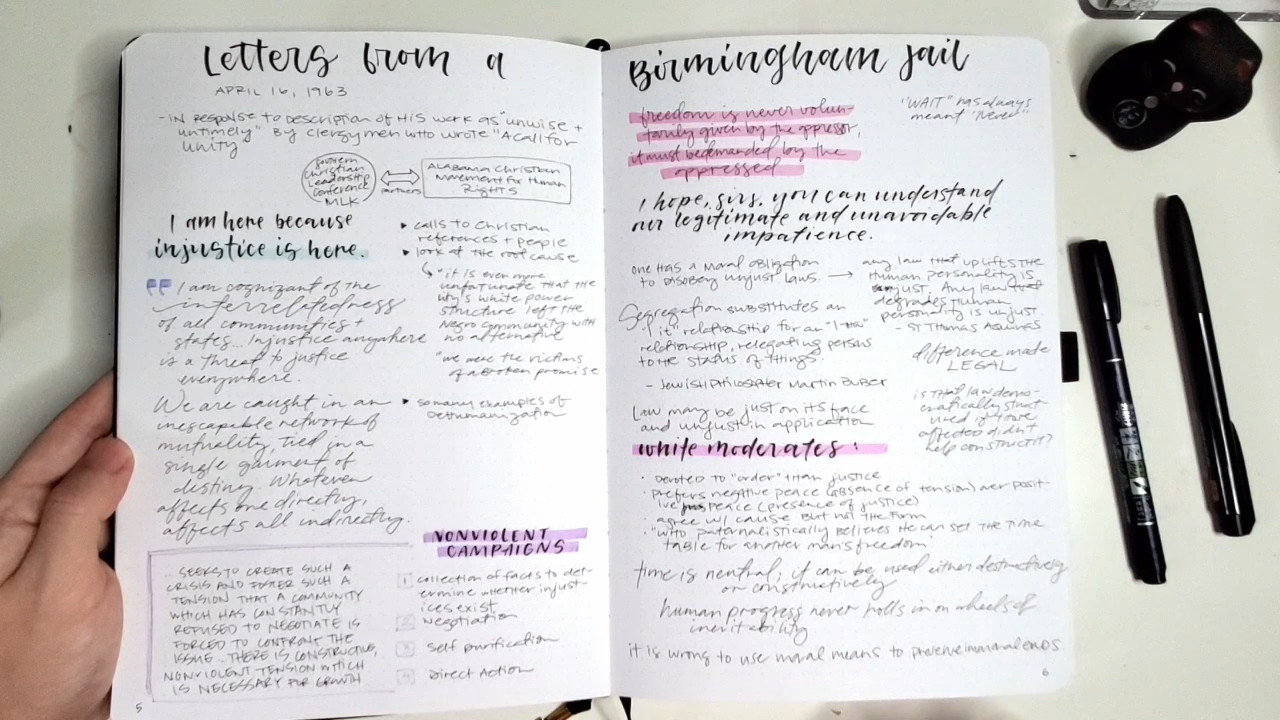 Letters from a
APRIL 16, 1963
- IN response to description of His work as "unwise +
untimely" By clergymen who wrote "A call for
unity"
Southern
Christian
Leadership
Conference
MLK
partners
ALABAMA Christian
Movement for Human
Rights
I am here because
injustice is here.
calls to Christian
references + people
look at the root cause
"it is even more
unfortunate that the
city's white power
structure left the
Negro community with
no alternative
"we were the victims
of a broken promise
so many examples of
Dehumanization
I am cognizant of the
interrelatedness
of all communities +
states... Injustice anywhere
is a threat to justice
everywhere.
We are caught in an
inescapable network of
mutuality, tied in a
single garment of
destiny. Whatever
affects one directly,
affects all indirectly.
...SEEKS TO CREATE SUCH A
CRISIS AND FOSTER SUCH A
TENSION THAT A COMMUNITY
WHICH HAS CONSTANTLY
REFUSED TO NEGOTIATE IS
FORCED TO CONFRONT THE
ISSUE... THERE IS CONSTRUCTIVE,
NONVIOLENT TENSION WHICH
IS NECESSARY FOR GROWTH
NONVIOLENT
CAMPAIGNS
1 collection of facts to det-
ermine whether injust-
ices exist
2 Negotiation
3 Self purification
4 Direct Action
5
Birmingham Jail
freedom is never volun-
tarily given by the oppressor,
it must be demanded by the
oppressed
"WAIT" has always
meant "Never"
I hope, sirs, you can understand
our legitimate and unavoidable
impatience.
one Has a Moral obligation
to disobey unjust laws. →
any law that uplifts the
Human personality is
just. Any law that
degrades Human
personality is unjust.
- ST Thomas Aquinas
Segregation substitutes an
"it" relationship for an "I-thou"
relationship, relegating persons
to the status of things.
- Jewish Philosopher Martin Buber
difference made
LEGAL
Law may be just on its face
and unjust in application
is that law demo-
cratically
affected didn't
help construct it?
white moderates:
· Devoted to "order" than justice
· prefers negative peace (absence of tension) over posit-
ive peace (presence of justice)
agree w/ cause But not the form
· "who paternalistically Believes He can set the time
table for another man's freedom
time is neutral; it can be used either destructively
or constructively
human progress never rolls in on wheels of
inevitability
it is wrong to use moral means to preserve immoral ends
6